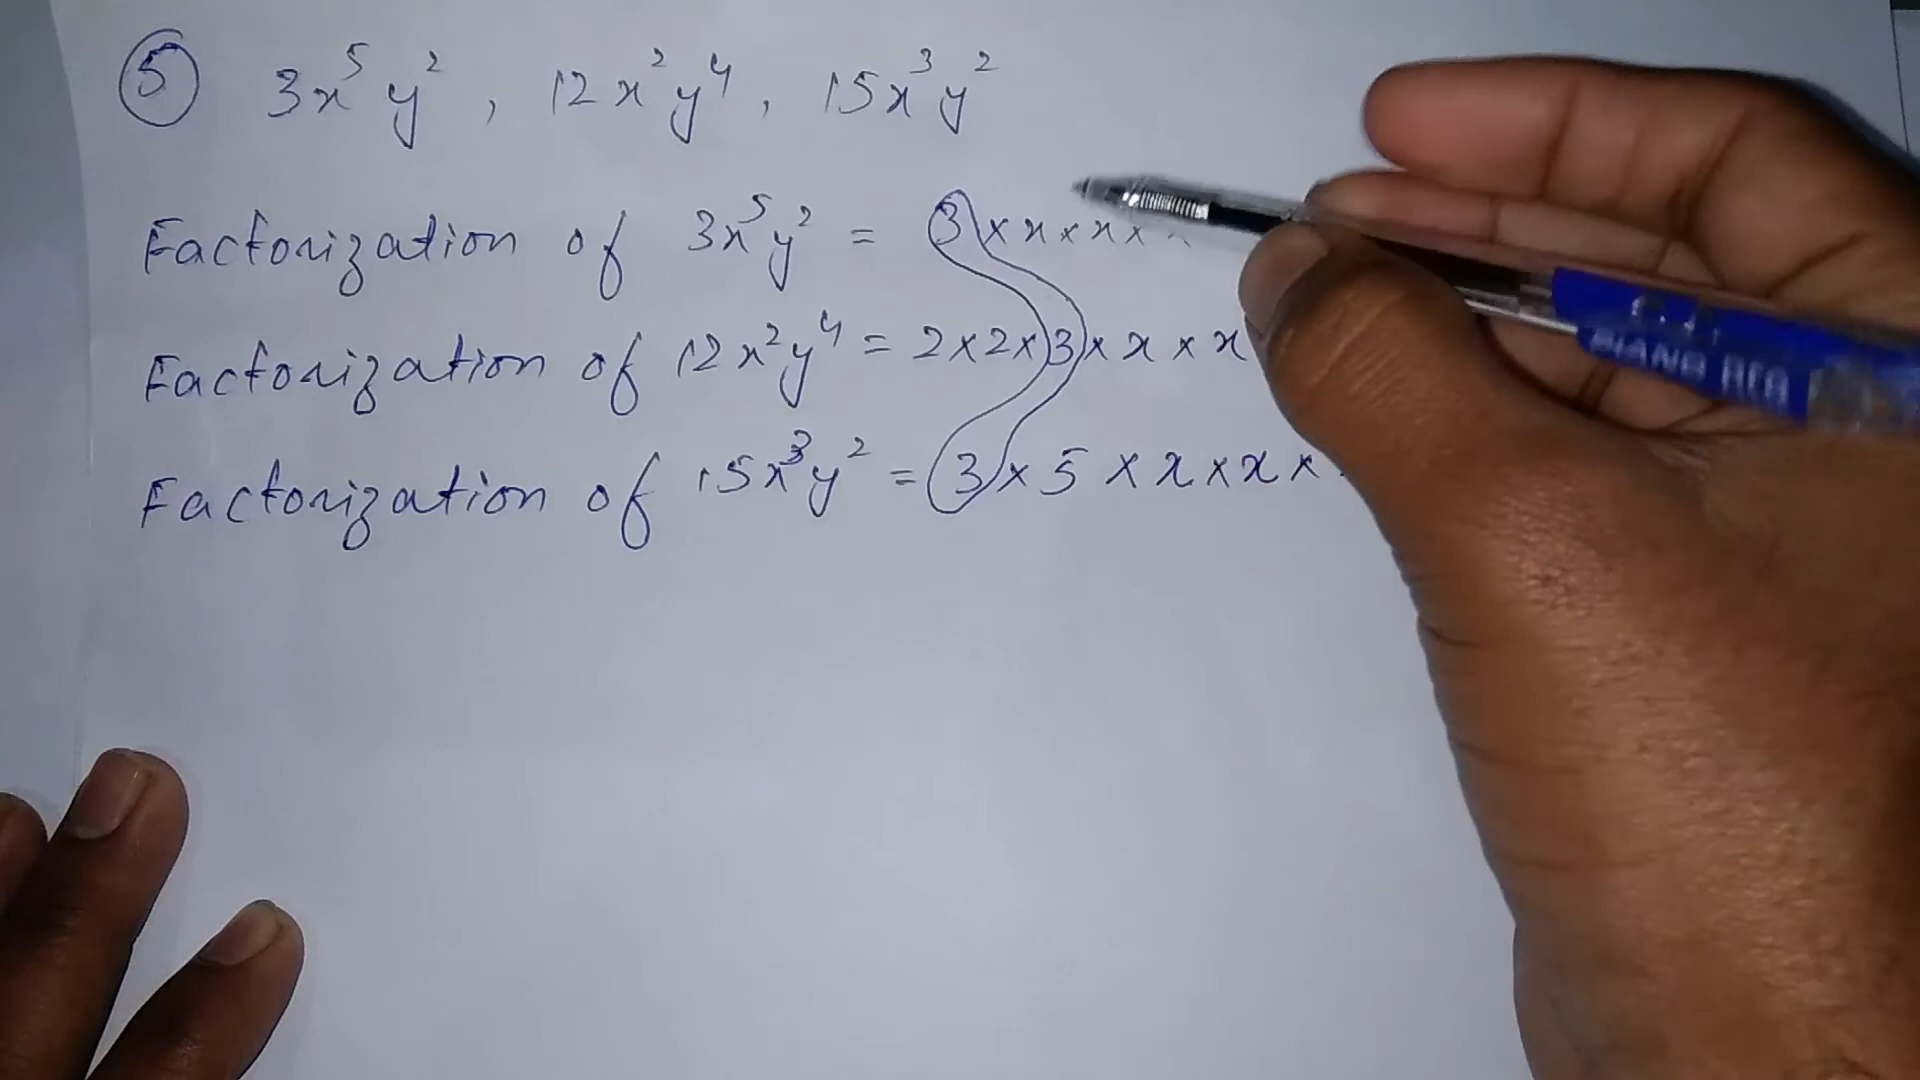 5 3x⁵y², 12x²y⁴, 15x³y²
Factorization of 3x⁵y² = 3 × x × x ×
Factorization of 12x²y⁴ = 2 × 2 × 3 × x × x
Factorization of 15x³y² = 3 × 5 × x × x ×